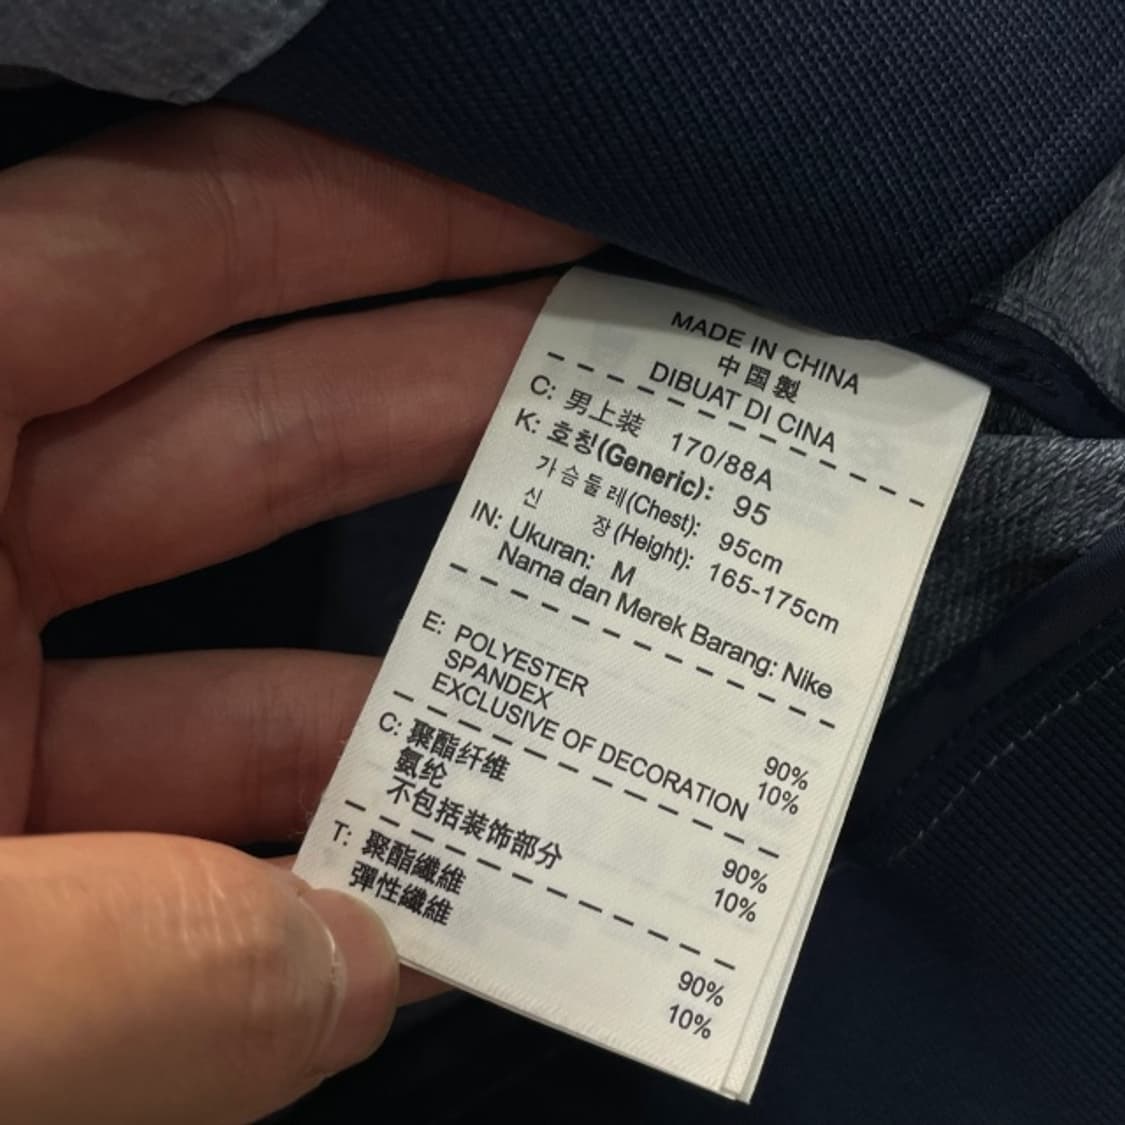 MADE IN CHINA
中国製
DIBUAT DI CINA
C: 男上装 170/88A
K: 호칭(Generic): 95
가슴둘레(Chest): 95cm
신 장(Height): 165-175cm
IN: Ukuran: M
Nama dan Merek Barang: Nike
E: POLYESTER 90%
SPANDEX 10%
EXCLUSIVE OF DECORATION
C: 聚酯纤维 90%
氨纶 10%
不包括装饰部分
T: 聚酯纖維 90%
彈性纖維 10%